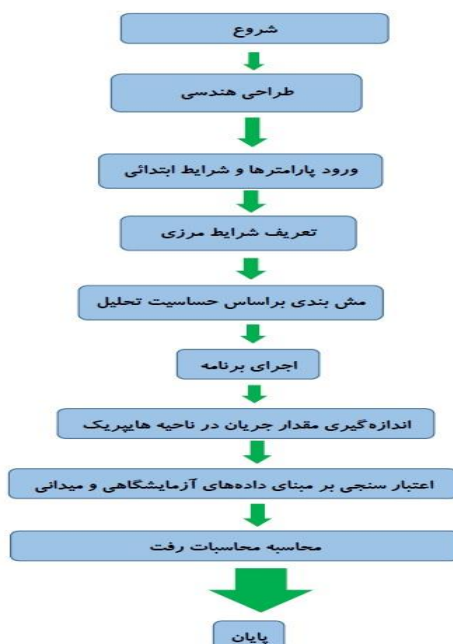 شروع
طراحی هندسی
ورود پارامترها و شرایط ابتدائی
تعریف شرایط مرزی
مش بندی براساس حساسیت تحلیل
اجرای برنامه
اندازه‌گیری مقدار جریان در ناحیه هایپریک
اعتبار سنجی بر مبنای داده‌های آزمایشگاهی و میدانی
محاسبه محاسبات رفت
پایان